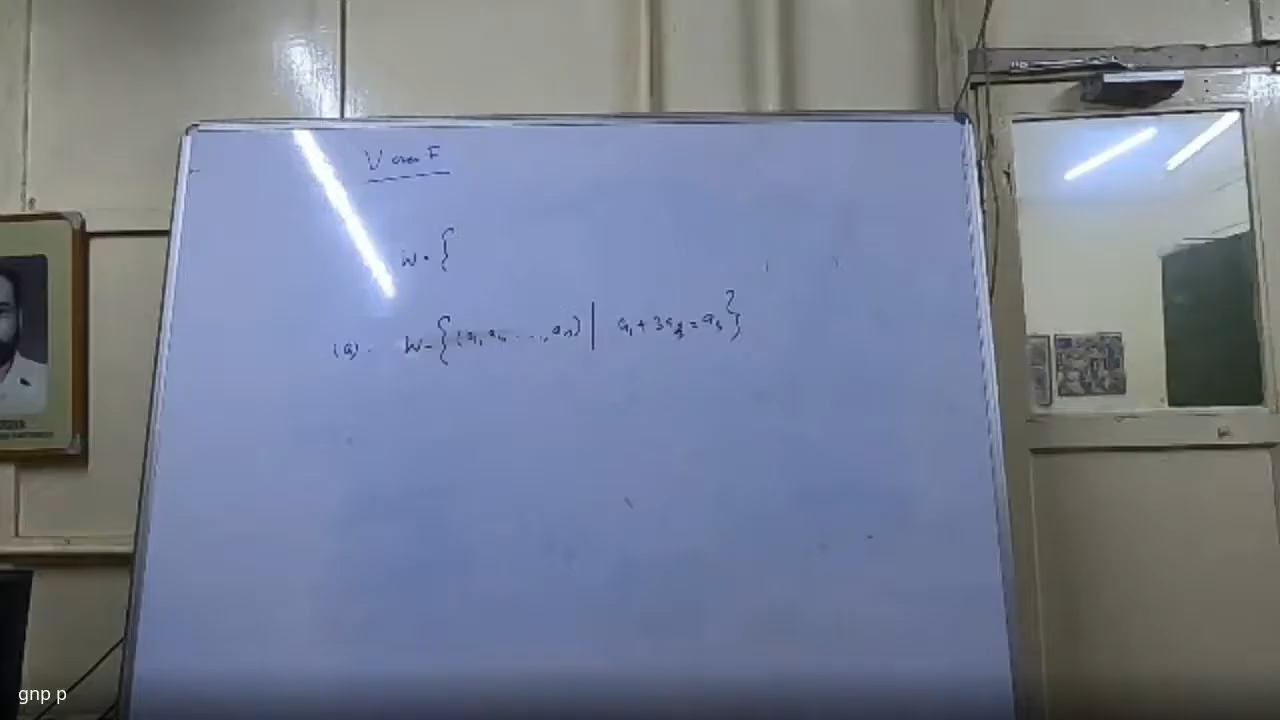 V over F
W = {
(a). W = {(a₁, a₂, ..., aₙ) | a₁ + 3a₂ = a₃}
gnp p